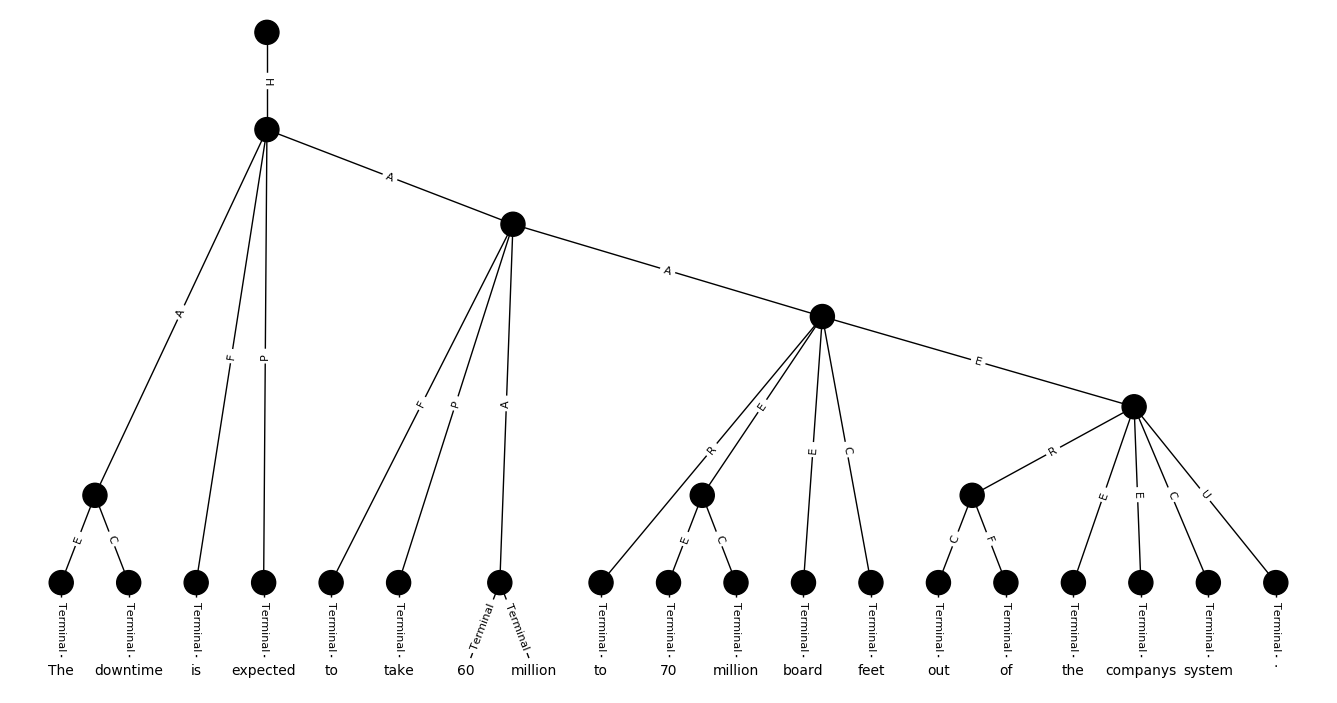 H
A
A
A
F
P
E
F
P
A
R
E
E
C
R
E
E
C
U
E
C
E
C
C
F
Terminal Terminal Terminal Terminal Terminal Terminal Terminal Terminal Terminal Terminal Terminal Terminal Terminal Terminal Terminal Terminal Terminal Terminal Terminal Terminal
The downtime is expected to take 60 million to 70 million board feet out of the companys system .